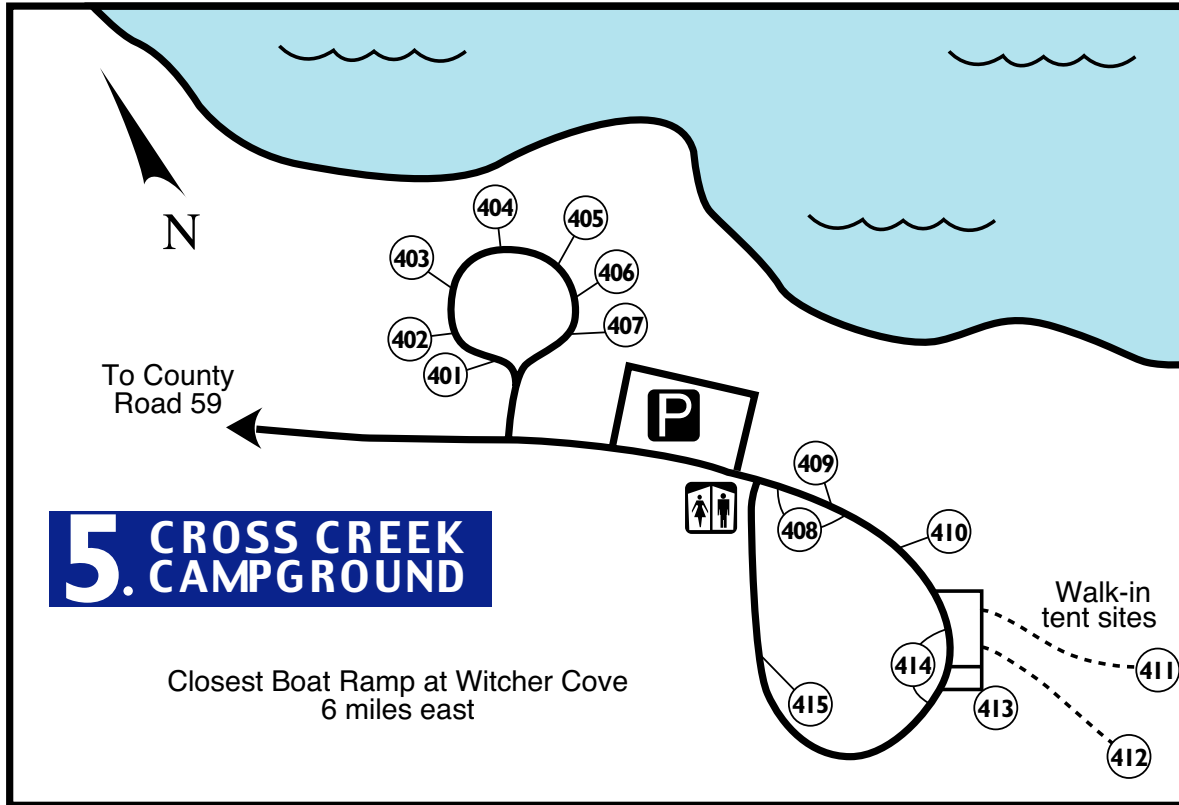 N
404
405
403
406
402
407
401
To County
Road 59
P
409
408
410
5. CROSS CREEK
CAMPGROUND
Walk-in
tent sites
411
414
415
413
412
Closest Boat Ramp at Witcher Cove
6 miles east